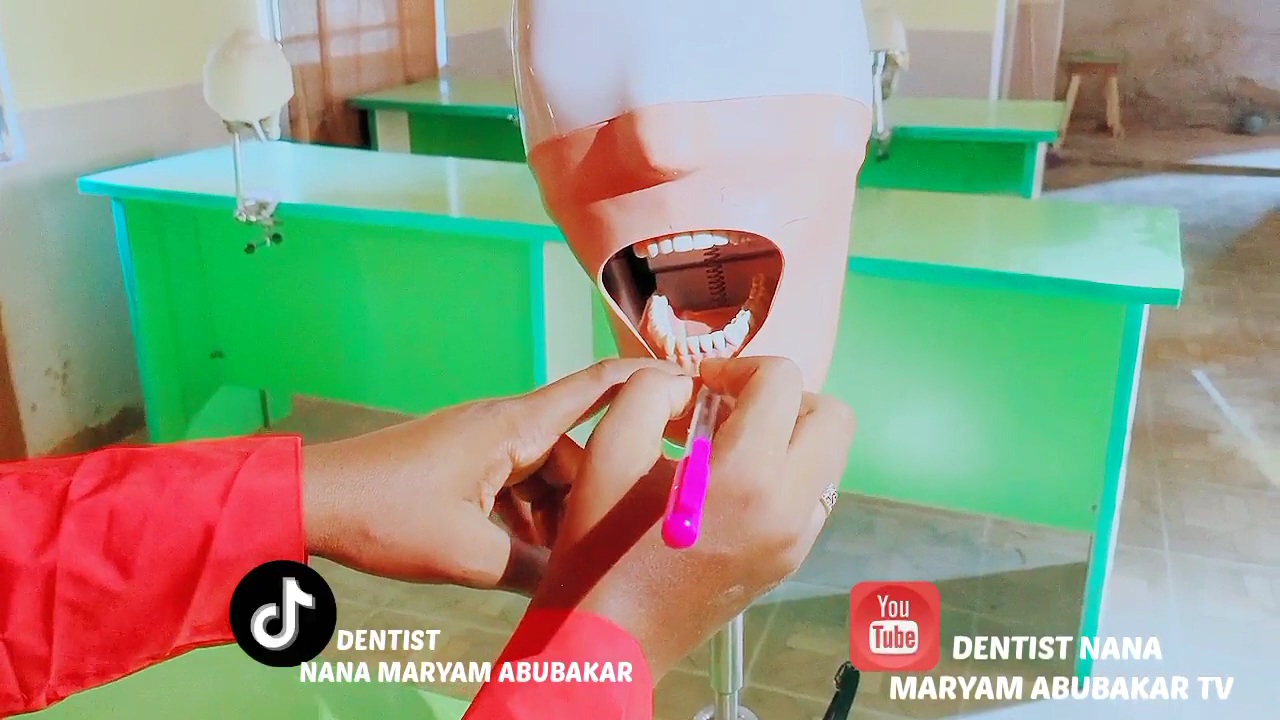 DENTIST
NANA MARYAM ABUBAKAR
You
Tube
DENTIST NANA
MARYAM ABUBAKAR TV